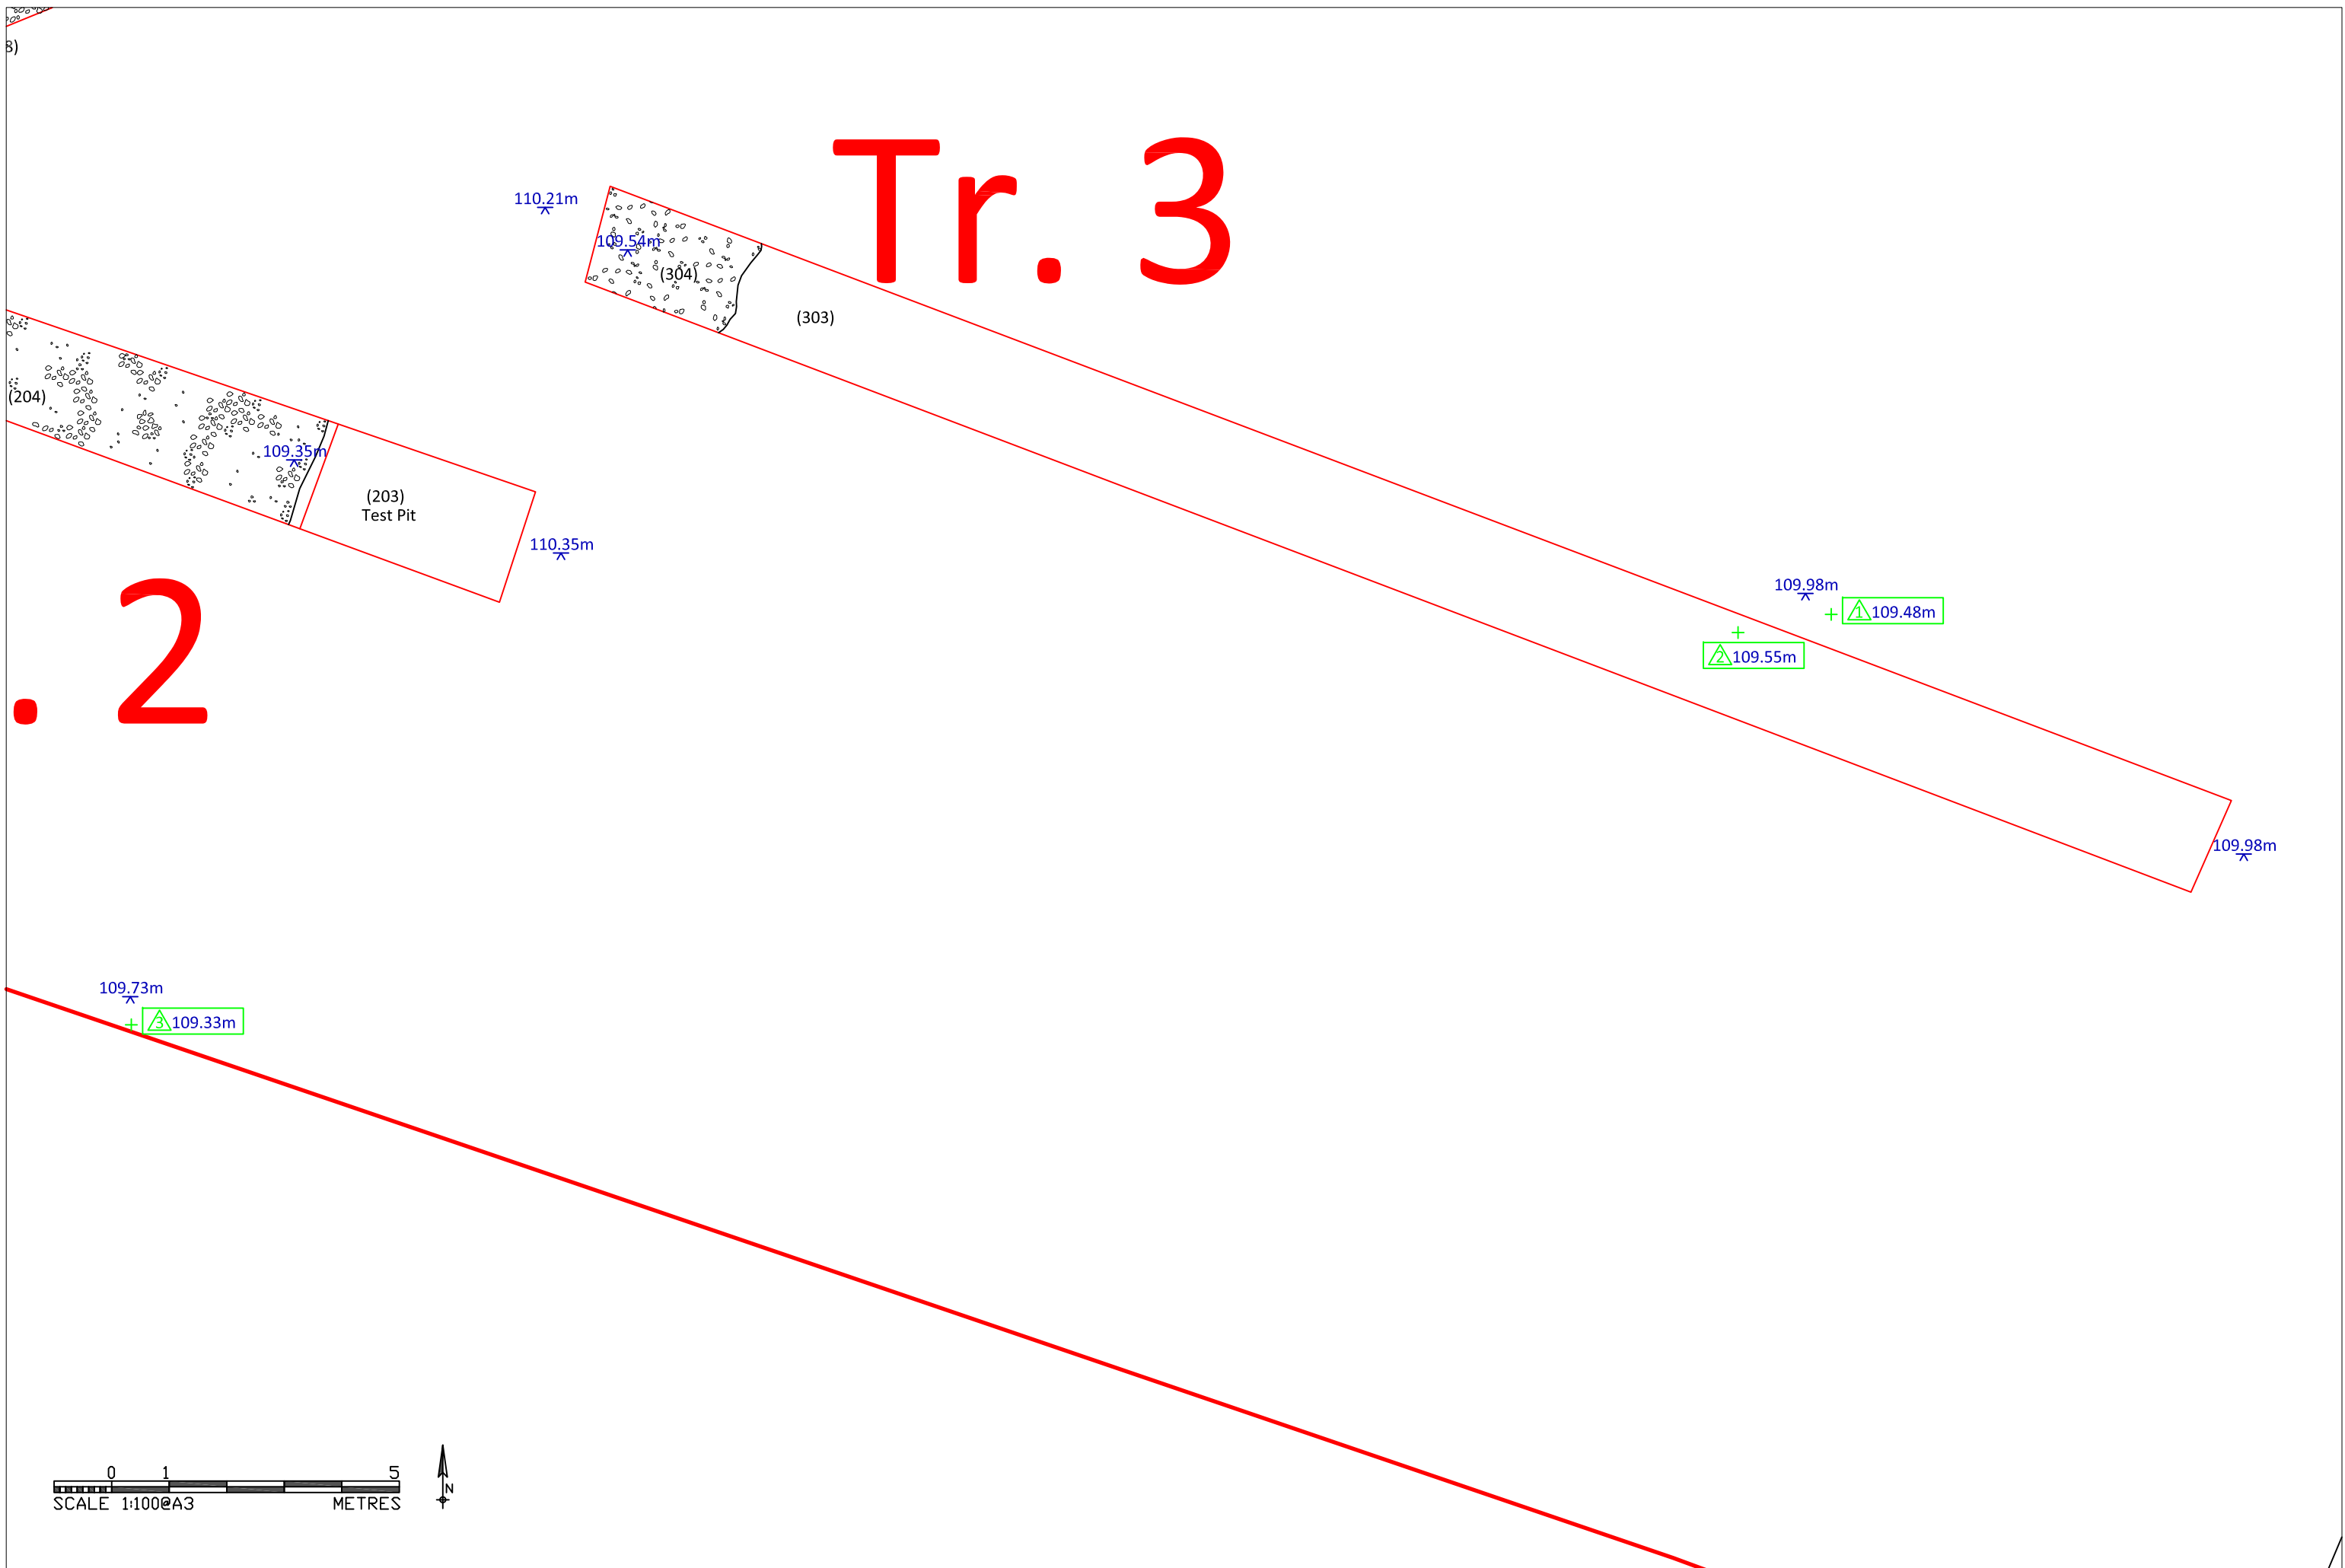 8)
Tr. 3
110.21m
109.54m
(304)
(303)
(204)
109.35m
(203)
Test Pit
110.35m
. 2
109.98m
1 109.48m
2 109.55m
109.98m
109.73m
3 109.33m
0 1 5
SCALE 1:100@A3 METRES
N